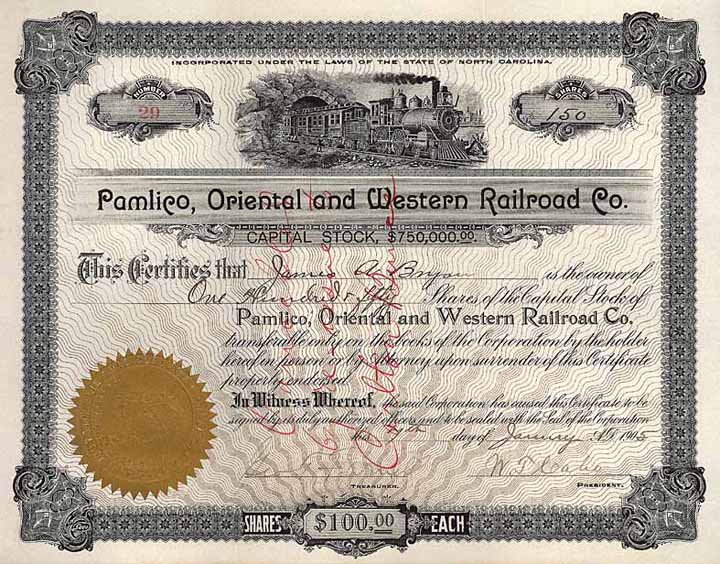 INCORPORATED UNDER THE LAWS OF THE STATE OF NORTH CAROLINA.
NUMBER
29
SHARES
150
Pamlico, Oriental and Western Railroad Co.
CAPITAL STOCK, $750,000.00.
This Certifies that James A Bryan is the owner of
One Hundred & fifty Shares of the Capital Stock of
Pamlico, Oriental and Western Railroad Co.
transferable only on the books of the Corporation by the holder
hereof in person or by Attorney upon surrender of this Certificate
properly endorsed.
In Witness Whereof, the said Corporation has caused this Certificate to be
signed by its duly authorized officers and to be sealed with the Seal of the Corporation
this day of January A.D. 190
TREASURER. PRESIDENT.
SHARES $100.00 EACH